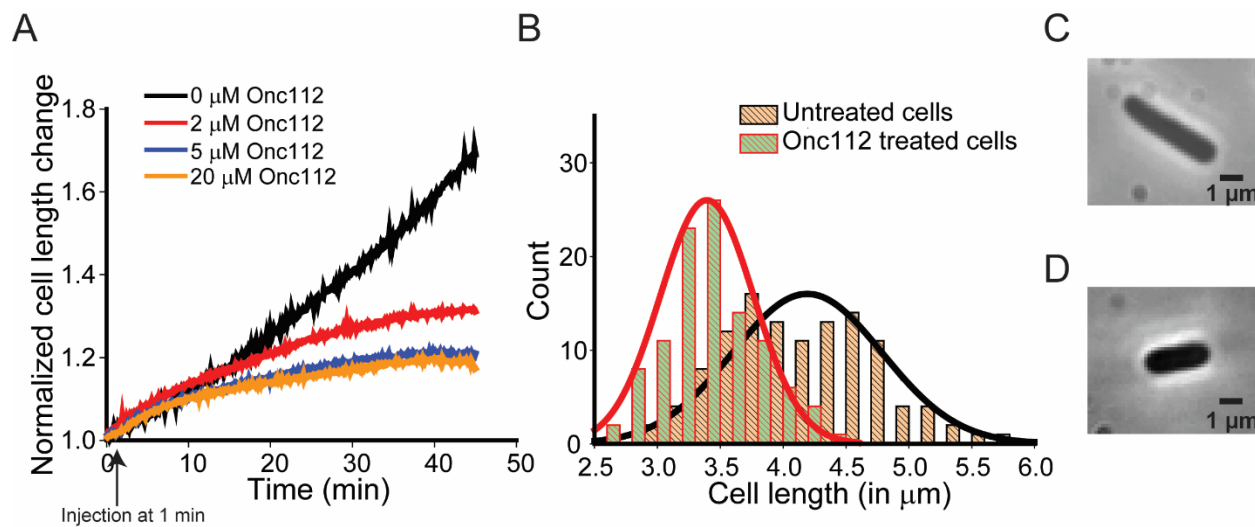 A
Normalized cell length change
1.8
1.6
1.4
1.2
1.0
0 μM Onc112
2 μM Onc112
5 μM Onc112
20 μM Onc112
0 10 20 30 40 50
Time (min)
Injection at 1 min
B
Count
30
20
10
0
Untreated cells
Onc112 treated cells
2.5 3.0 3.5 4.0 4.5 5.0 5.5 6.0
Cell length (in μm)
C
1 μm
D
1 μm